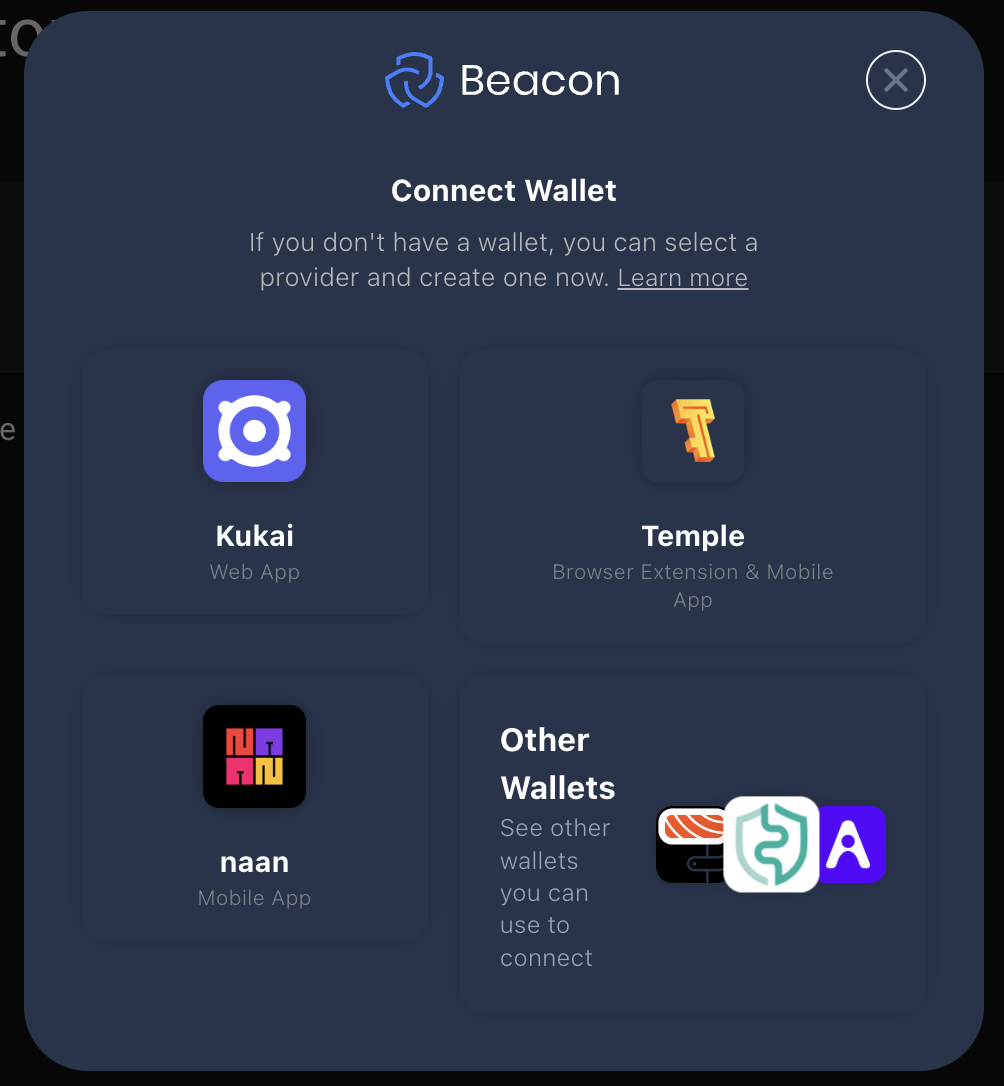 to
Beacon
Connect Wallet
If you don't have a wallet, you can select a
provider and create one now. Learn more
e
Kukai
Web App
Temple
Browser Extension & Mobile
App
naan
Mobile App
Other
Wallets
See other
wallets
you can
use to
connect